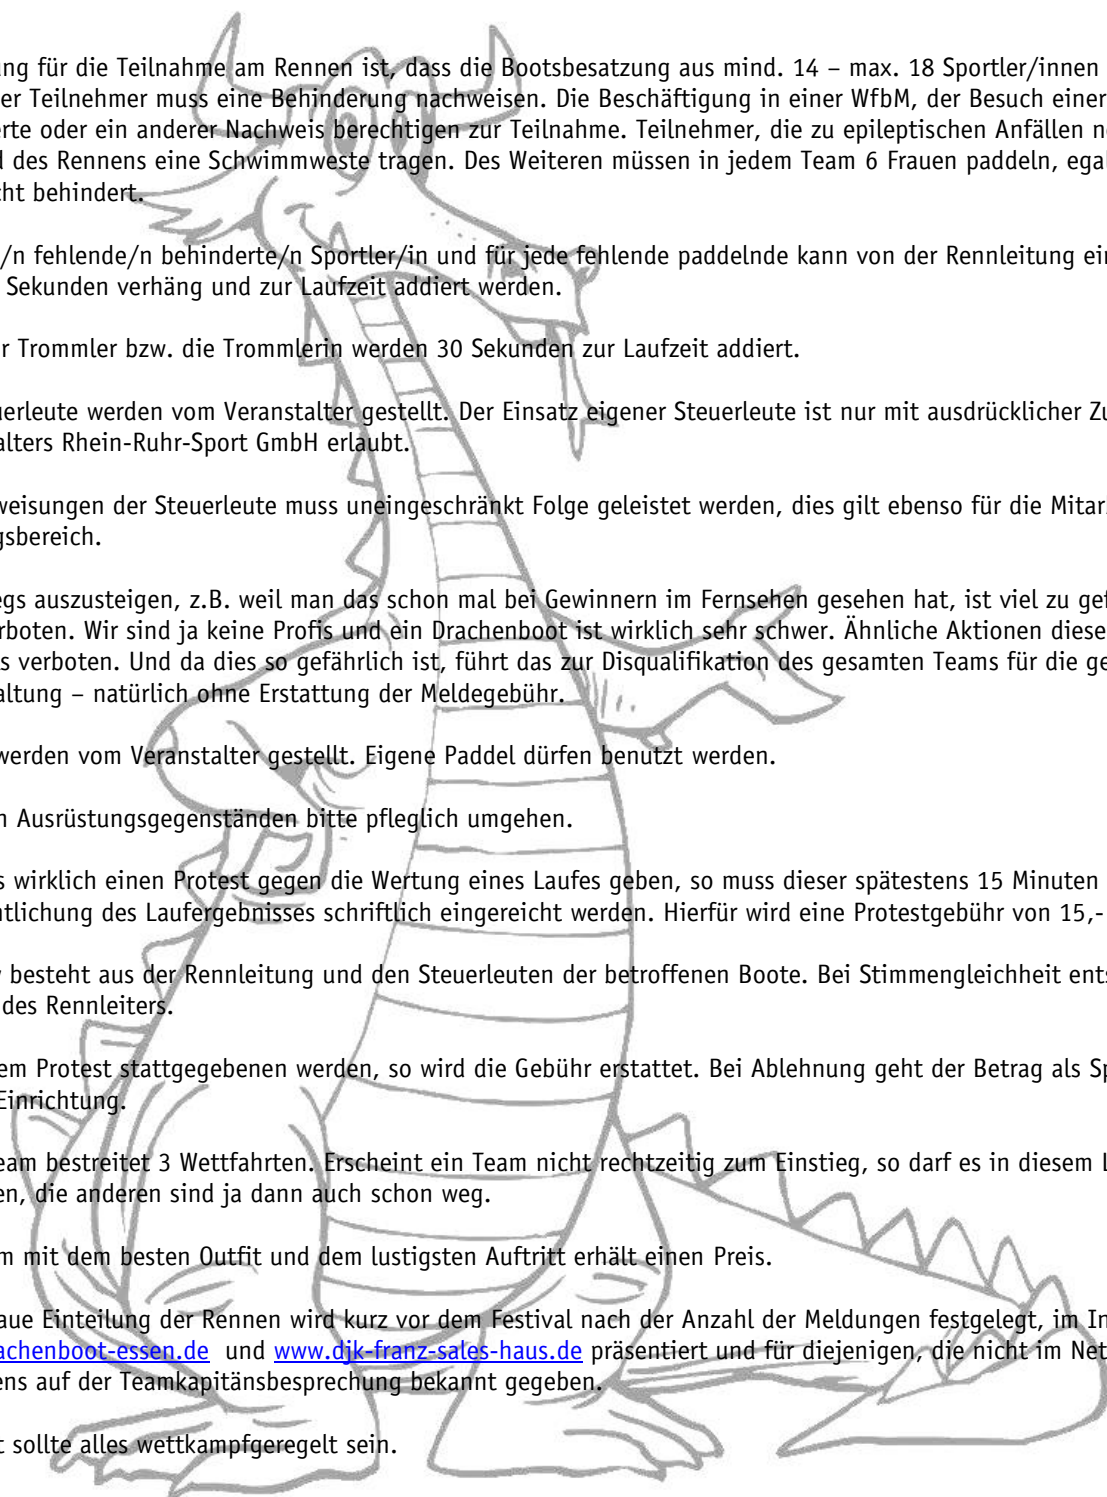 ung für die Teilnahme am Rennen ist, dass die Bootsbesatzung aus mind. 14 – max. 18 Sportler/innen
er Teilnehmer muss eine Behinderung nachweisen. Die Beschäftigung in einer WfbM, der Besuch einer
erte oder ein anderer Nachweis berechtigen zur Teilnahme. Teilnehmer, die zu epileptischen Anfällen ne
d des Rennens eine Schwimmweste tragen. Des Weiteren müssen in jedem Team 6 Frauen paddeln, egal
cht behindert.
/n fehlende/n behinderte/n Sportler/in und für jede fehlende paddelnde kann von der Rennleitung ein
Sekunden verhäng und zur Laufzeit addiert werden.
r Trommler bzw. die Trommlerin werden 30 Sekunden zur Laufzeit addiert.
uerleute werden vom Veranstalter gestellt. Der Einsatz eigener Steuerleute ist nur mit ausdrücklicher Zu
alters Rhein-Ruhr-Sport GmbH erlaubt.
weisungen der Steuerleute muss uneingeschränkt Folge geleistet werden, dies gilt ebenso für die Mitar
gsbereich.
egs auszusteigen, z.B. weil man das schon mal bei Gewinnern im Fernsehen gesehen hat, ist viel zu gef
rboten. Wir sind ja keine Profis und ein Drachenboot ist wirklich sehr schwer. Ähnliche Aktionen diese
s verboten. Und da dies so gefährlich ist, führt das zur Disqualifikation des gesamten Teams für die ge
altung – natürlich ohne Erstattung der Meldegebühr.
werden vom Veranstalter gestellt. Eigene Paddel dürfen benutzt werden.
n Ausrüstungsgegenständen bitte pfleglich umgehen.
s wirklich einen Protest gegen die Wertung eines Laufes geben, so muss dieser spätestens 15 Minuten
ntlichung des Laufergebnisses schriftlich eingereicht werden. Hierfür wird eine Protestgebühr von 15,-
y besteht aus der Rennleitung und den Steuerleuten der betroffenen Boote. Bei Stimmengleichheit ents
des Rennleiters.
em Protest stattgegebenen werden, so wird die Gebühr erstattet. Bei Ablehnung geht der Betrag als Sp
Einrichtung.
eam bestreitet 3 Wettfahrten. Erscheint ein Team nicht rechtzeitig zum Einstieg, so darf es in diesem L
en, die anderen sind ja dann auch schon weg.
m mit dem besten Outfit und dem lustigsten Auftritt erhält einen Preis.
aue Einteilung der Rennen wird kurz vor dem Festival nach der Anzahl der Meldungen festgelegt, im In
achenboot-essen.de und www.djk-franz-sales-haus.de präsentiert und für diejenigen, die nicht im Net
ens auf der Teamkapitänsbesprechung bekannt gegeben.
t sollte alles wettkampfgeregelt sein.